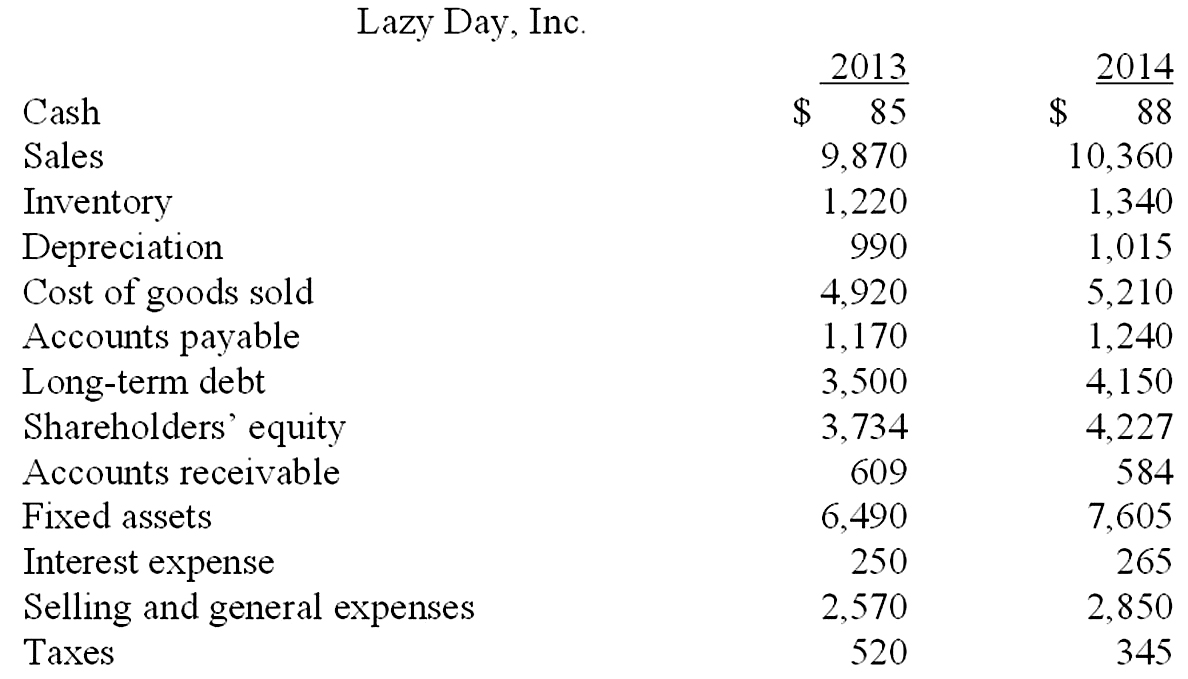 Lazy Day, Inc.
2013 2014
Cash $ 85 $ 88
Sales 9,870 10,360
Inventory 1,220 1,340
Depreciation 990 1,015
Cost of goods sold 4,920 5,210
Accounts payable 1,170 1,240
Long-term debt 3,500 4,150
Shareholders’ equity 3,734 4,227
Accounts receivable 609 584
Fixed assets 6,490 7,605
Interest expense 250 265
Selling and general expenses 2,570 2,850
Taxes 520 345